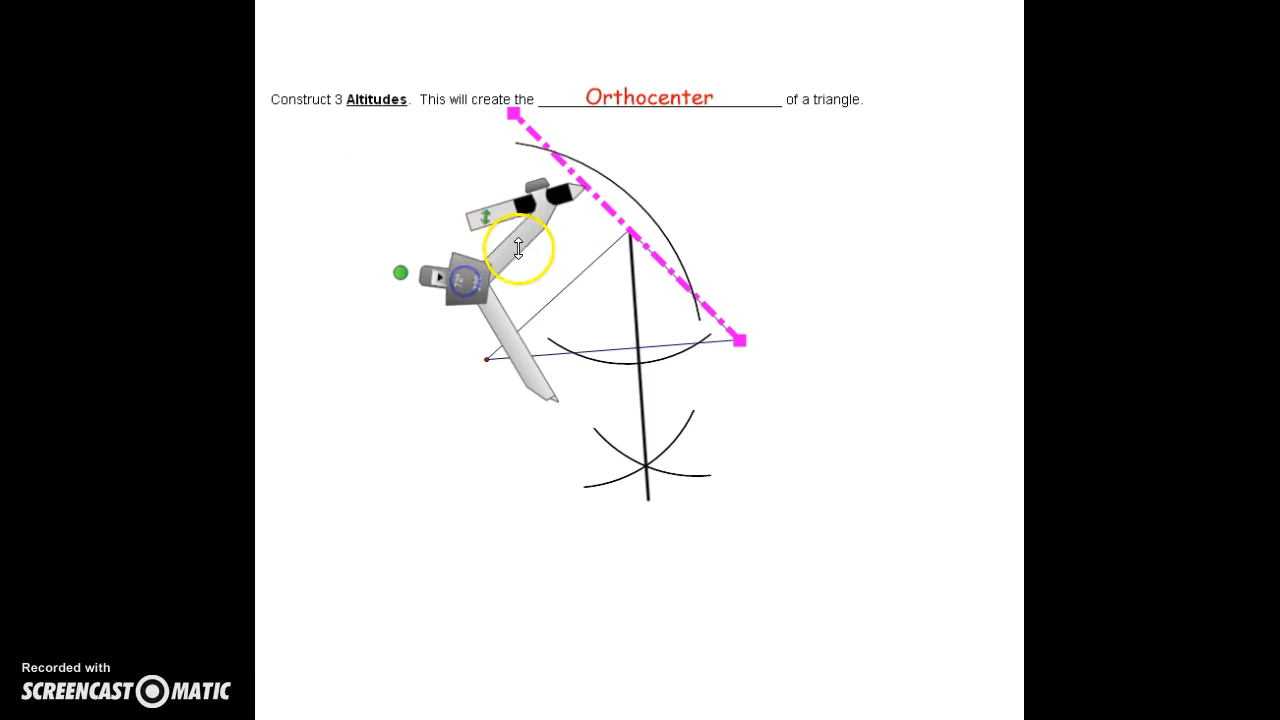 Construct 3 Altitudes. This will create the Orthocenter of a triangle.
Recorded with
SCREENCAST MATIC